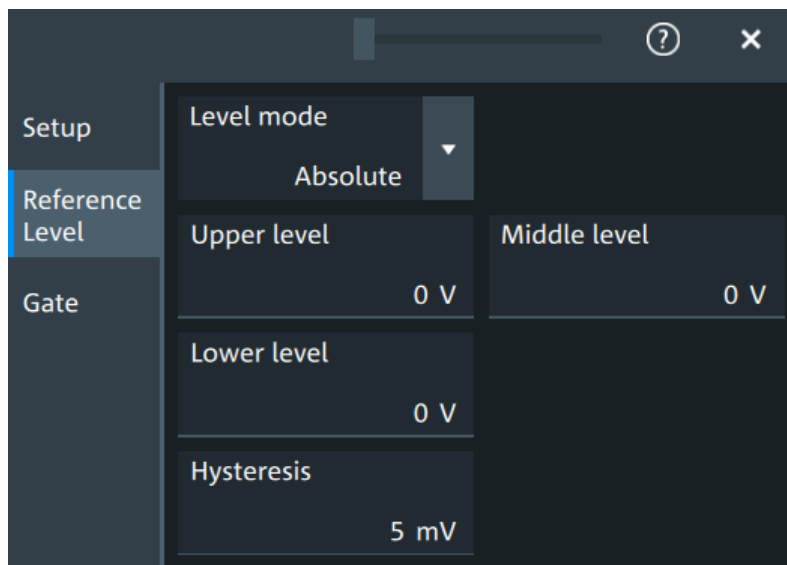 ?
Setup
Reference
Level
Gate
Level mode
Absolute
Upper level
0 V
Middle level
0 V
Lower level
0 V
Hysteresis
5 mV